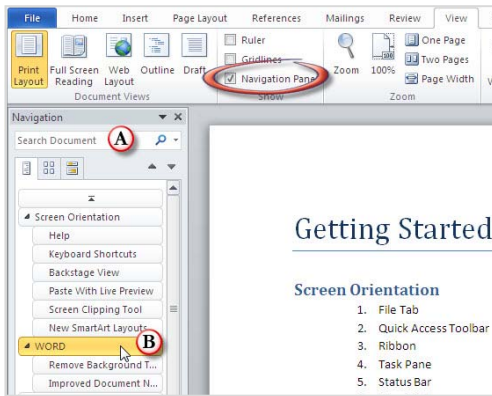 File Home Insert Page Layout References Mailings Review View
Ruler
Gridlines
Navigation Pane
One Page
Two Pages
Page Width
Print Layout
Full Screen Reading
Web Layout
Outline
Draft
Zoom
100%
Document Views
Show
Zoom
Navigation
Search Document
A
Screen Orientation
Help
Keyboard Shortcuts
Backstage View
Paste With Live Preview
Screen Clipping Tool
New SmartArt Layouts
WORD
B
Remove Background T...
Improved Document N...
Getting Started
Screen Orientation
1. File Tab
2. Quick Access Toolbar
3. Ribbon
4. Task Pane
5. Status Bar